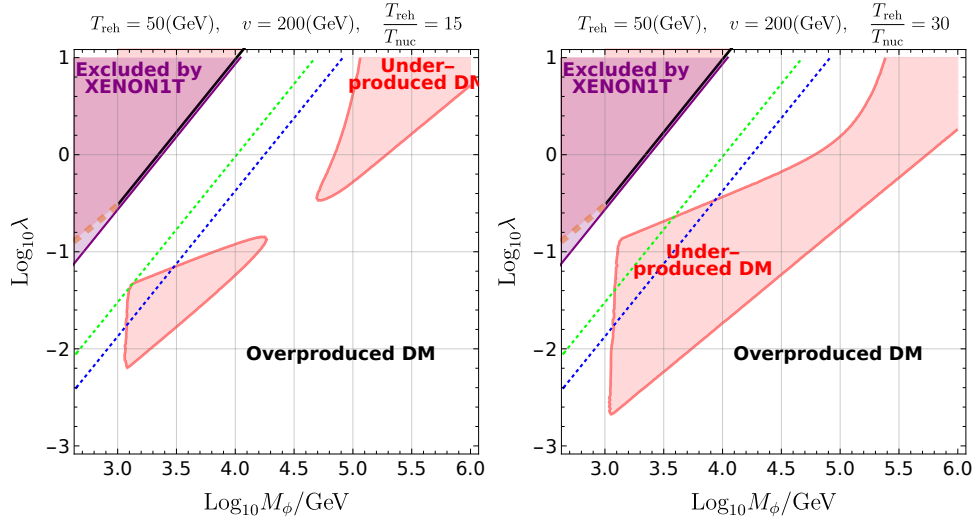 T_reh = 50(GeV), v = 200(GeV), T_reh/T_nuc = 15
1
0
−1
−2
−3
Log₁₀λ
Excluded by
XENON1T
Under−
produced DM
Overproduced DM
3.0 3.5 4.0 4.5 5.0 5.5 6.0
Log₁₀M_ϕ/GeV
T_reh = 50(GeV), v = 200(GeV), T_reh/T_nuc = 30
1
0
−1
−2
−3
Log₁₀λ
Excluded by
XENON1T
Under−
produced DM
Overproduced DM
3.0 3.5 4.0 4.5 5.0 5.5 6.0
Log₁₀M_ϕ/GeV